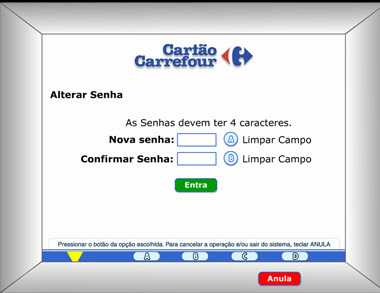 Cartão
Carrefour
Alterar Senha
As Senhas devem ter 4 caracteres.
Nova senha: A Limpar Campo
Confirmar Senha: B Limpar Campo
Entra
Pressionar o botão da opção escolhida. Para cancelar a operação e/ou sair do sistema, teclar ANULA
A B C D
Anula